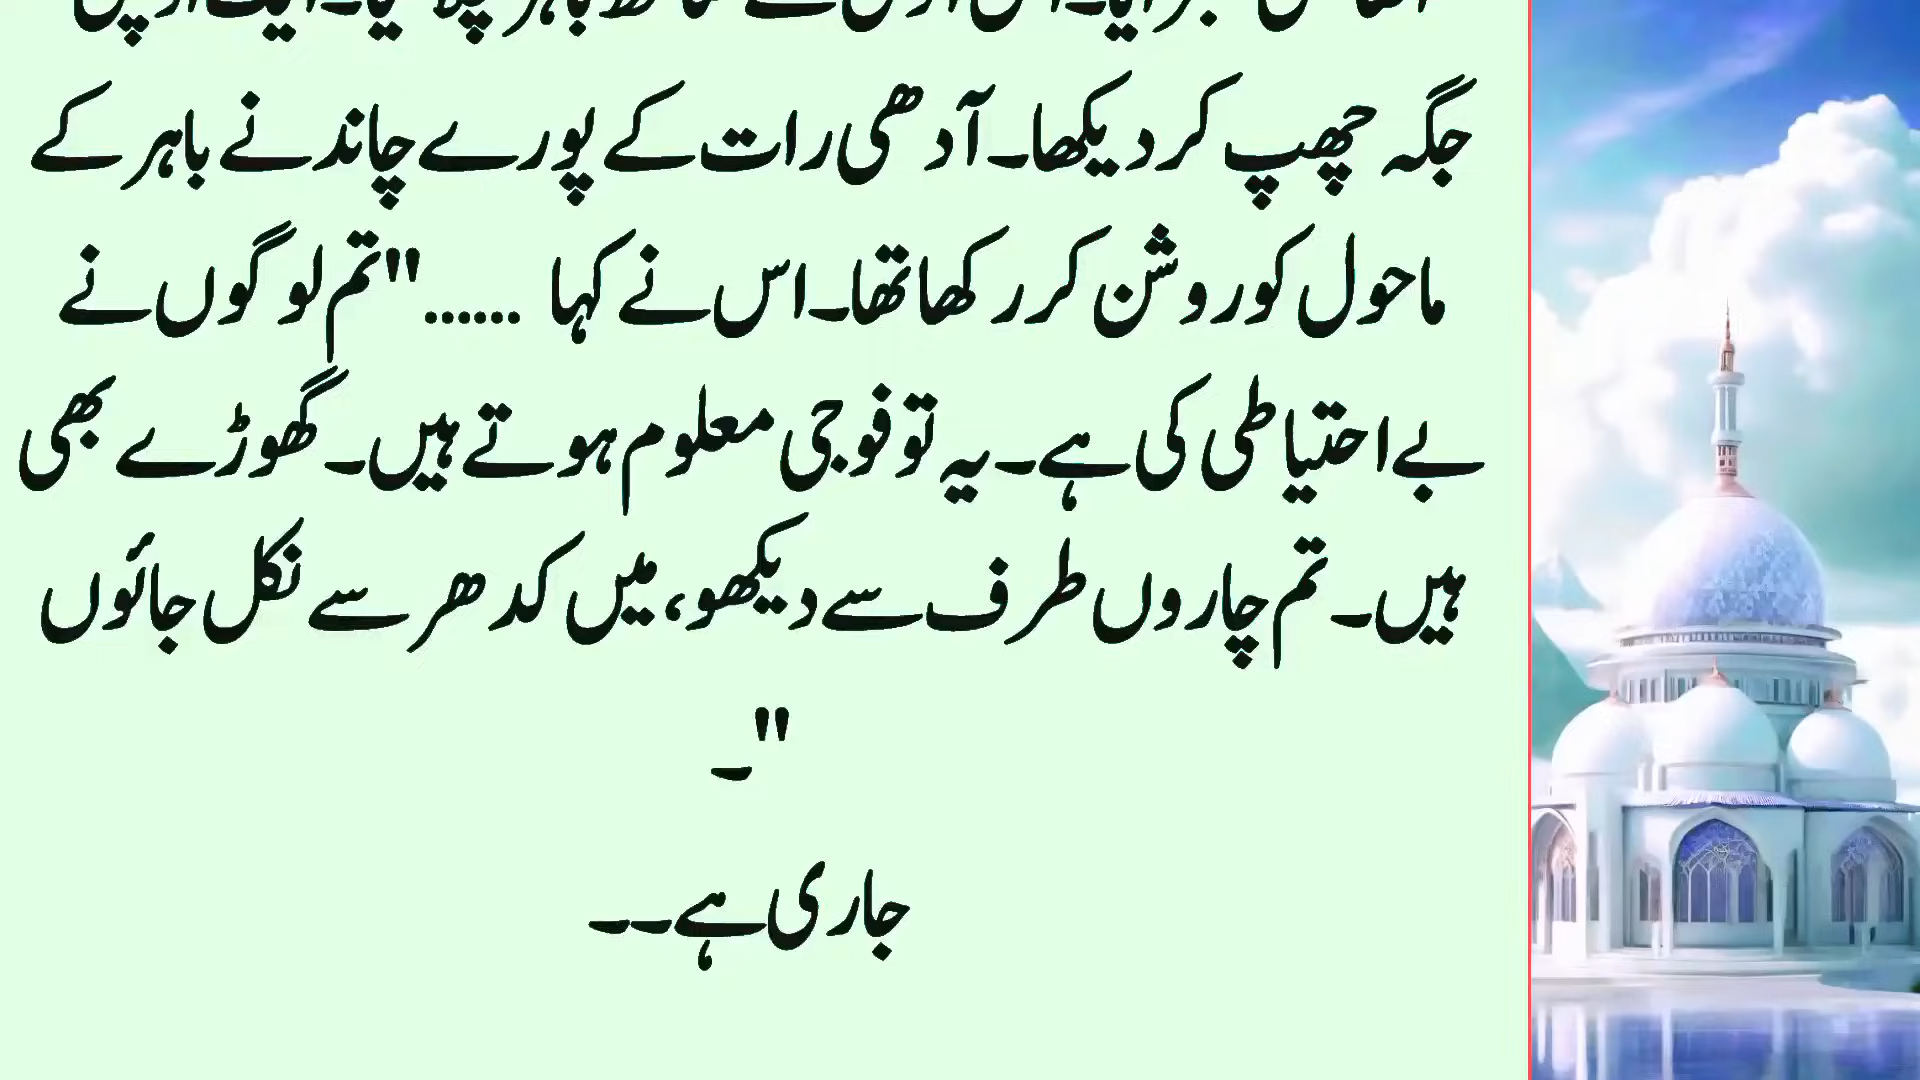 جگہ چھپ کر دیکھا۔ آدھی رات کے پورے چاند نے باہر کے
ماحول کو روشن کر رکھا تھا۔ اس نے کہا ......"تم لوگوں نے
بے احتیاطی کی ہے۔ یہ تو فوجی معلوم ہوتے ہیں۔ گھوڑے بھی
ہیں۔ تم چاروں طرف سے دیکھو، میں کدھر سے نکل جائوں
"۔
جاری ہے۔۔